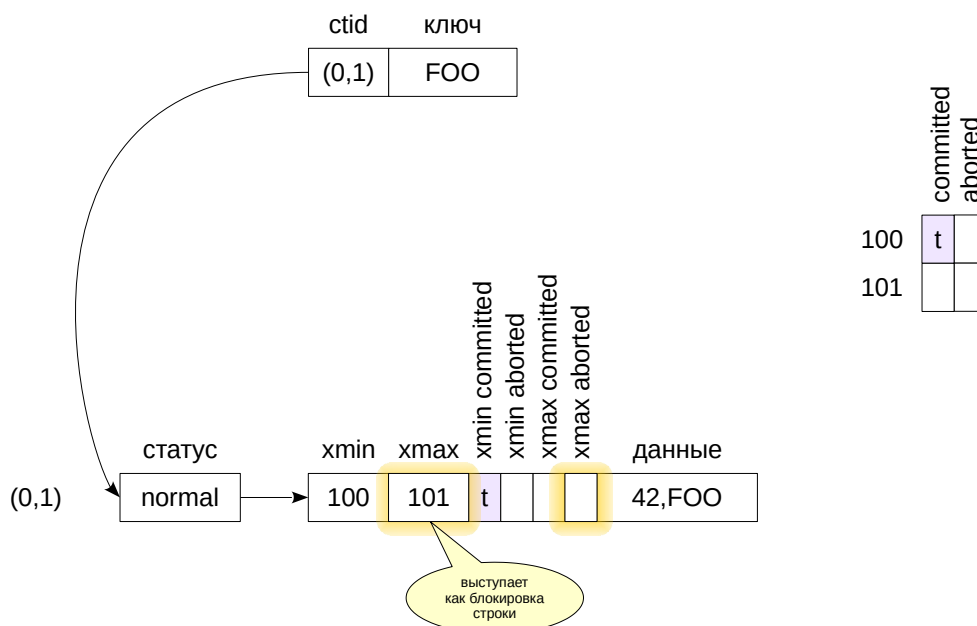 ctid ключ
(0,1) FOO
committed
aborted
100 t
101
xmin committed
xmin aborted
xmax committed
xmax aborted
статус xmin xmax данные
(0,1) normal 100 101 t 42,FOO
выступает
как блокировка
строки